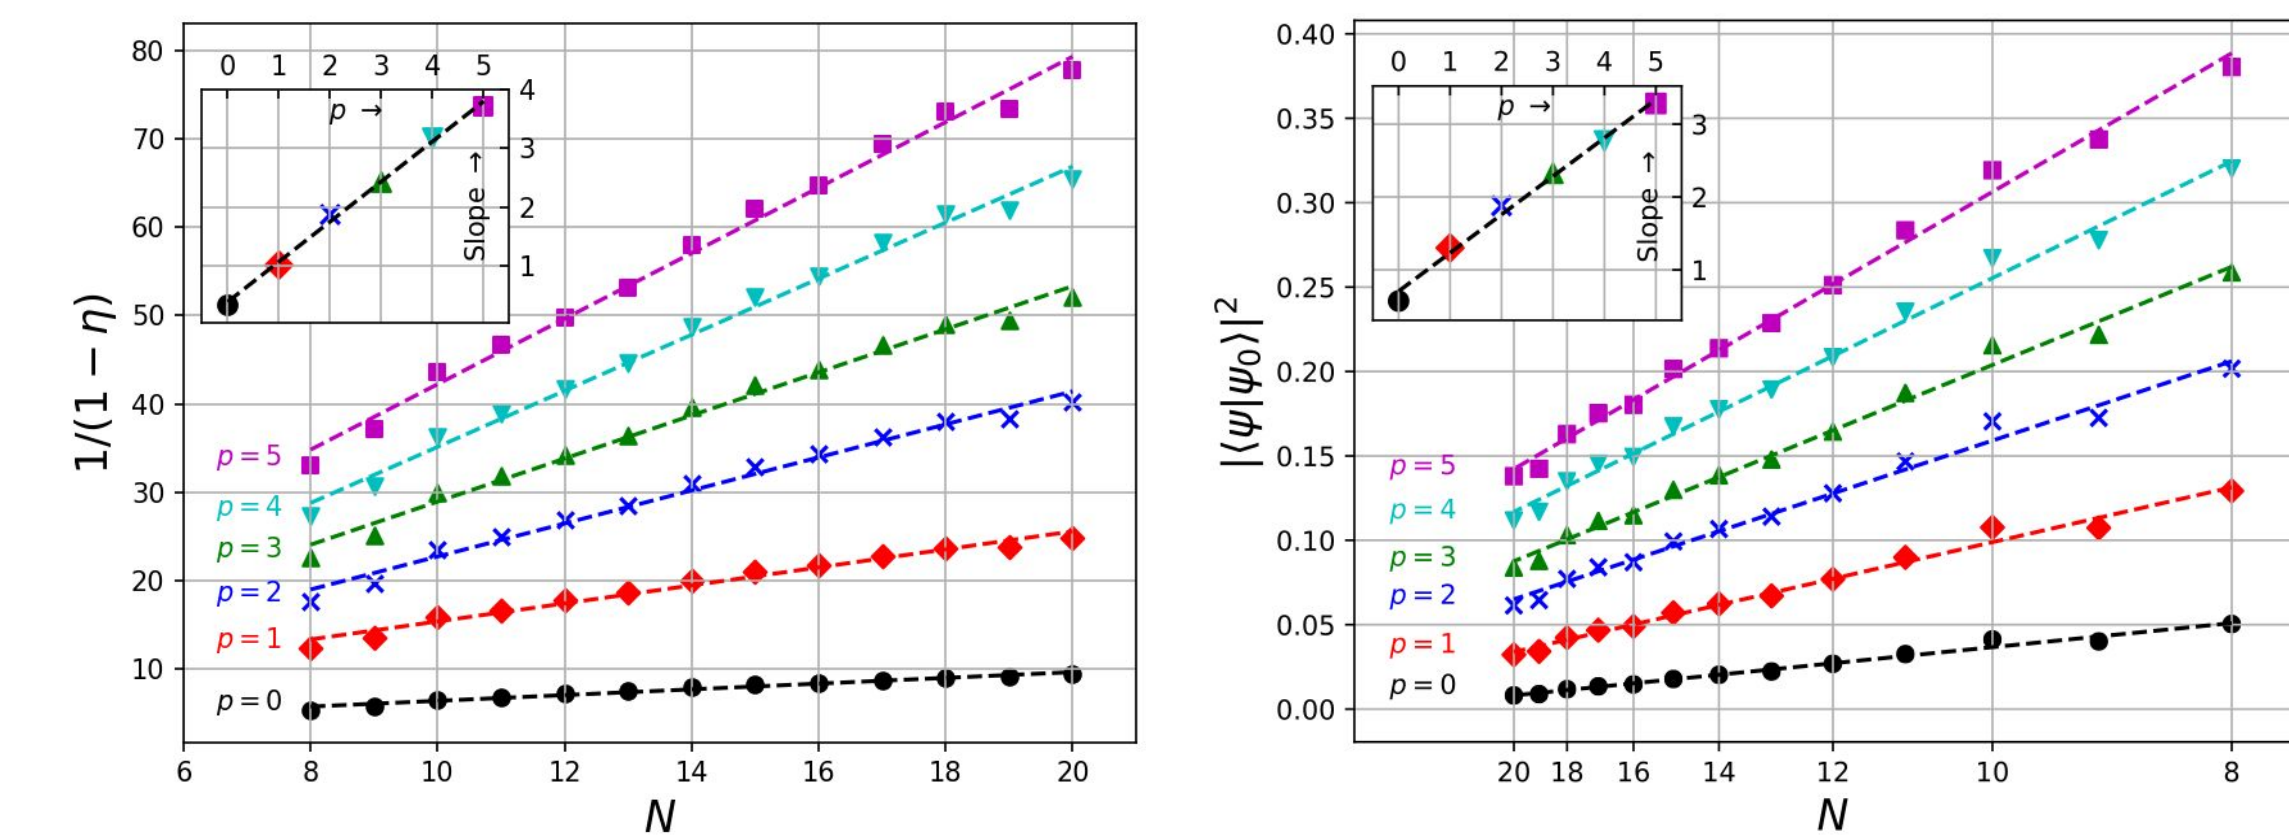 80
70
60
50
40
30
20
10
1/(1 − η)
0 1 2 3 4 5
p →
Slope →
4
3
2
1
p = 5
p = 4
p = 3
p = 2
p = 1
p = 0
6 8 10 12 14 16 18 20
N
0.40
0.35
0.30
0.25
0.20
0.15
0.10
0.05
0.00
|⟨ψ|ψ₀⟩|²
0 1 2 3 4 5
p →
Slope →
3
2
1
p = 5
p = 4
p = 3
p = 2
p = 1
p = 0
20 18 16 14 12 10 8
N